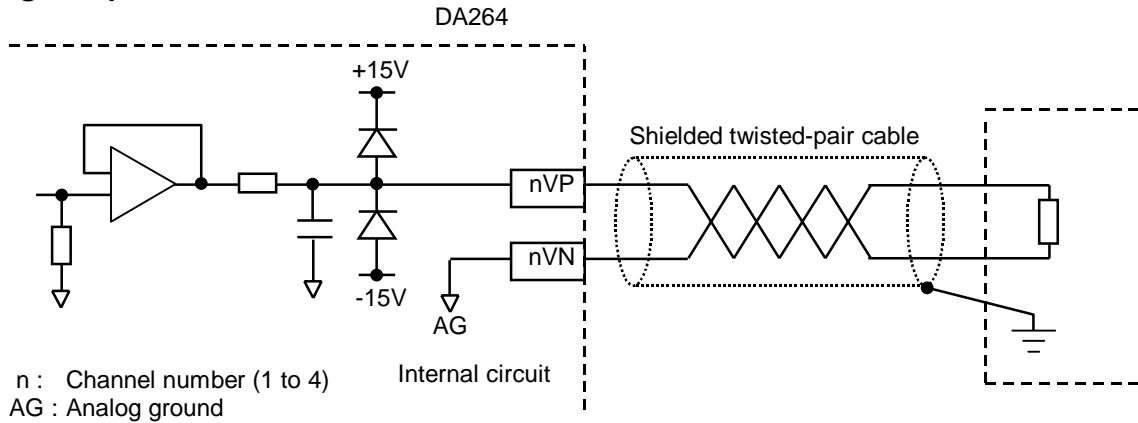 DA264
+15V
Shielded twisted-pair cable
nVP
nVN
-15V
AG
n : Channel number (1 to 4)
Internal circuit
AG : Analog ground